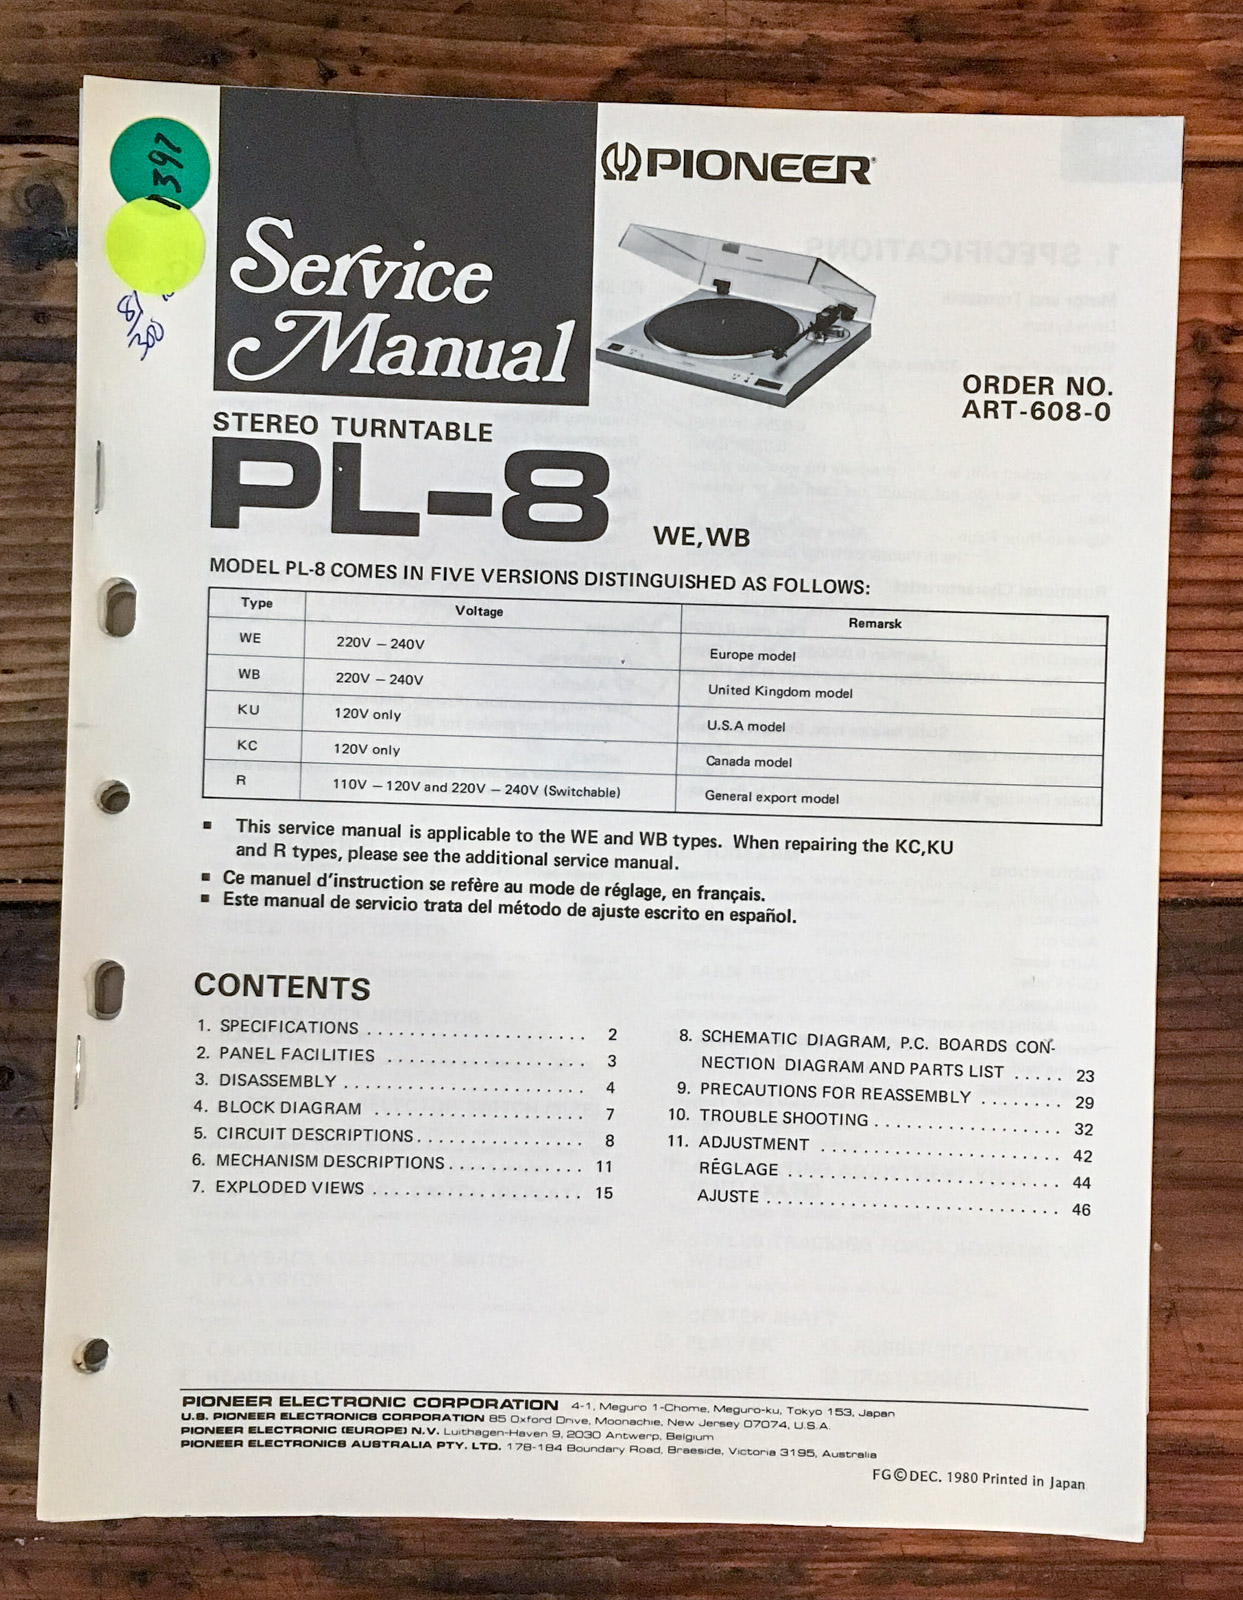 1397
8/
300
Service
Manual
PIONEER
ORDER NO.
ART-608-0
STEREO TURNTABLE
PL-8
WE, WB
MODEL PL-8 COMES IN FIVE VERSIONS DISTINGUISHED AS FOLLOWS:
Type Voltage Remarsk
WE 220V – 240V Europe model
WB 220V – 240V United Kingdom model
KU 120V only U.S.A model
KC 120V only Canada model
R 110V – 120V and 220V – 240V (Switchable) General export model
■ This service manual is applicable to the WE and WB types. When repairing the KC,KU
and R types, please see the additional service manual.
■ Ce manuel d'instruction se refère au mode de réglage, en français.
■ Este manual de servicio trata del método de ajuste escrito en español.
CONTENTS
1. SPECIFICATIONS ...................... 2
2. PANEL FACILITIES .................... 3
3. DISASSEMBLY ........................ 4
4. BLOCK DIAGRAM ..................... 7
5. CIRCUIT DESCRIPTIONS ................. 8
6. MECHANISM DESCRIPTIONS ............. 11
7. EXPLODED VIEWS ..................... 15
8. SCHEMATIC DIAGRAM, P.C. BOARDS CON-
NECTION DIAGRAM AND PARTS LIST ..... 23
9. PRECAUTIONS FOR REASSEMBLY ........ 29
10. TROUBLE SHOOTING .................. 32
11. ADJUSTMENT ........................ 42
RÉGLAGE ........................... 44
AJUSTE ............................. 46
PIONEER ELECTRONIC CORPORATION 4-1, Meguro 1-Chome, Meguro-ku, Tokyo 153, Japan
U.S. PIONEER ELECTRONICS CORPORATION 85 Oxford Drive, Moonachie, New Jersey 07074, U.S.A.
PIONEER ELECTRONIC (EUROPE) N.V. Luithagen-Haven 9, 2030 Antwerp, Belgium
PIONEER ELECTRONICS AUSTRALIA PTY. LTD. 178-184 Boundary Road, Braeside, Victoria 3195, Australia
FG©DEC. 1980 Printed in Japan